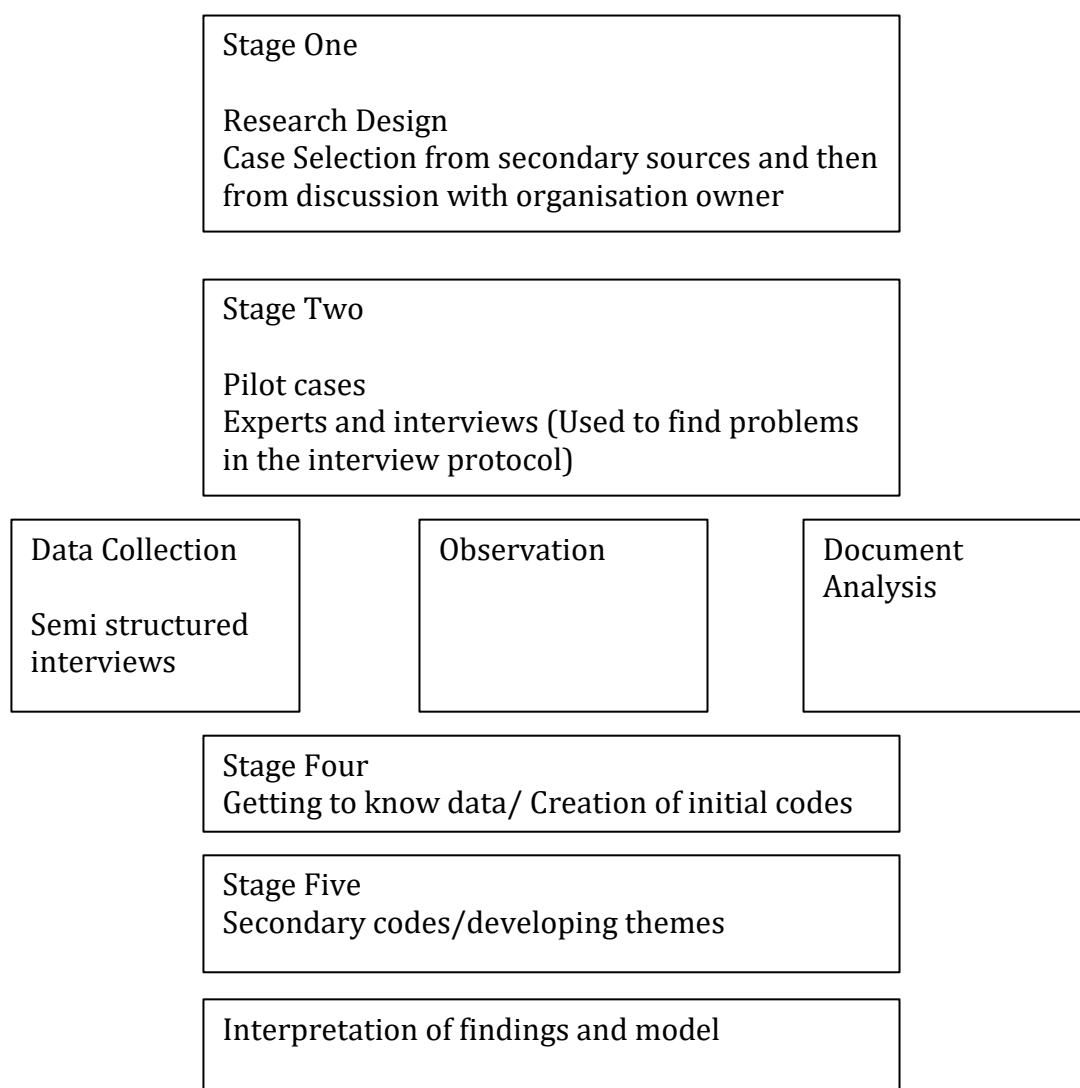 Stage One
Research Design
Case Selection from secondary sources and then
from discussion with organisation owner
Stage Two
Pilot cases
Experts and interviews (Used to find problems
in the interview protocol)
Data Collection
Semi structured
interviews
Observation
Document
Analysis
Stage Four
Getting to know data/ Creation of initial codes
Stage Five
Secondary codes/developing themes
Interpretation of findings and model